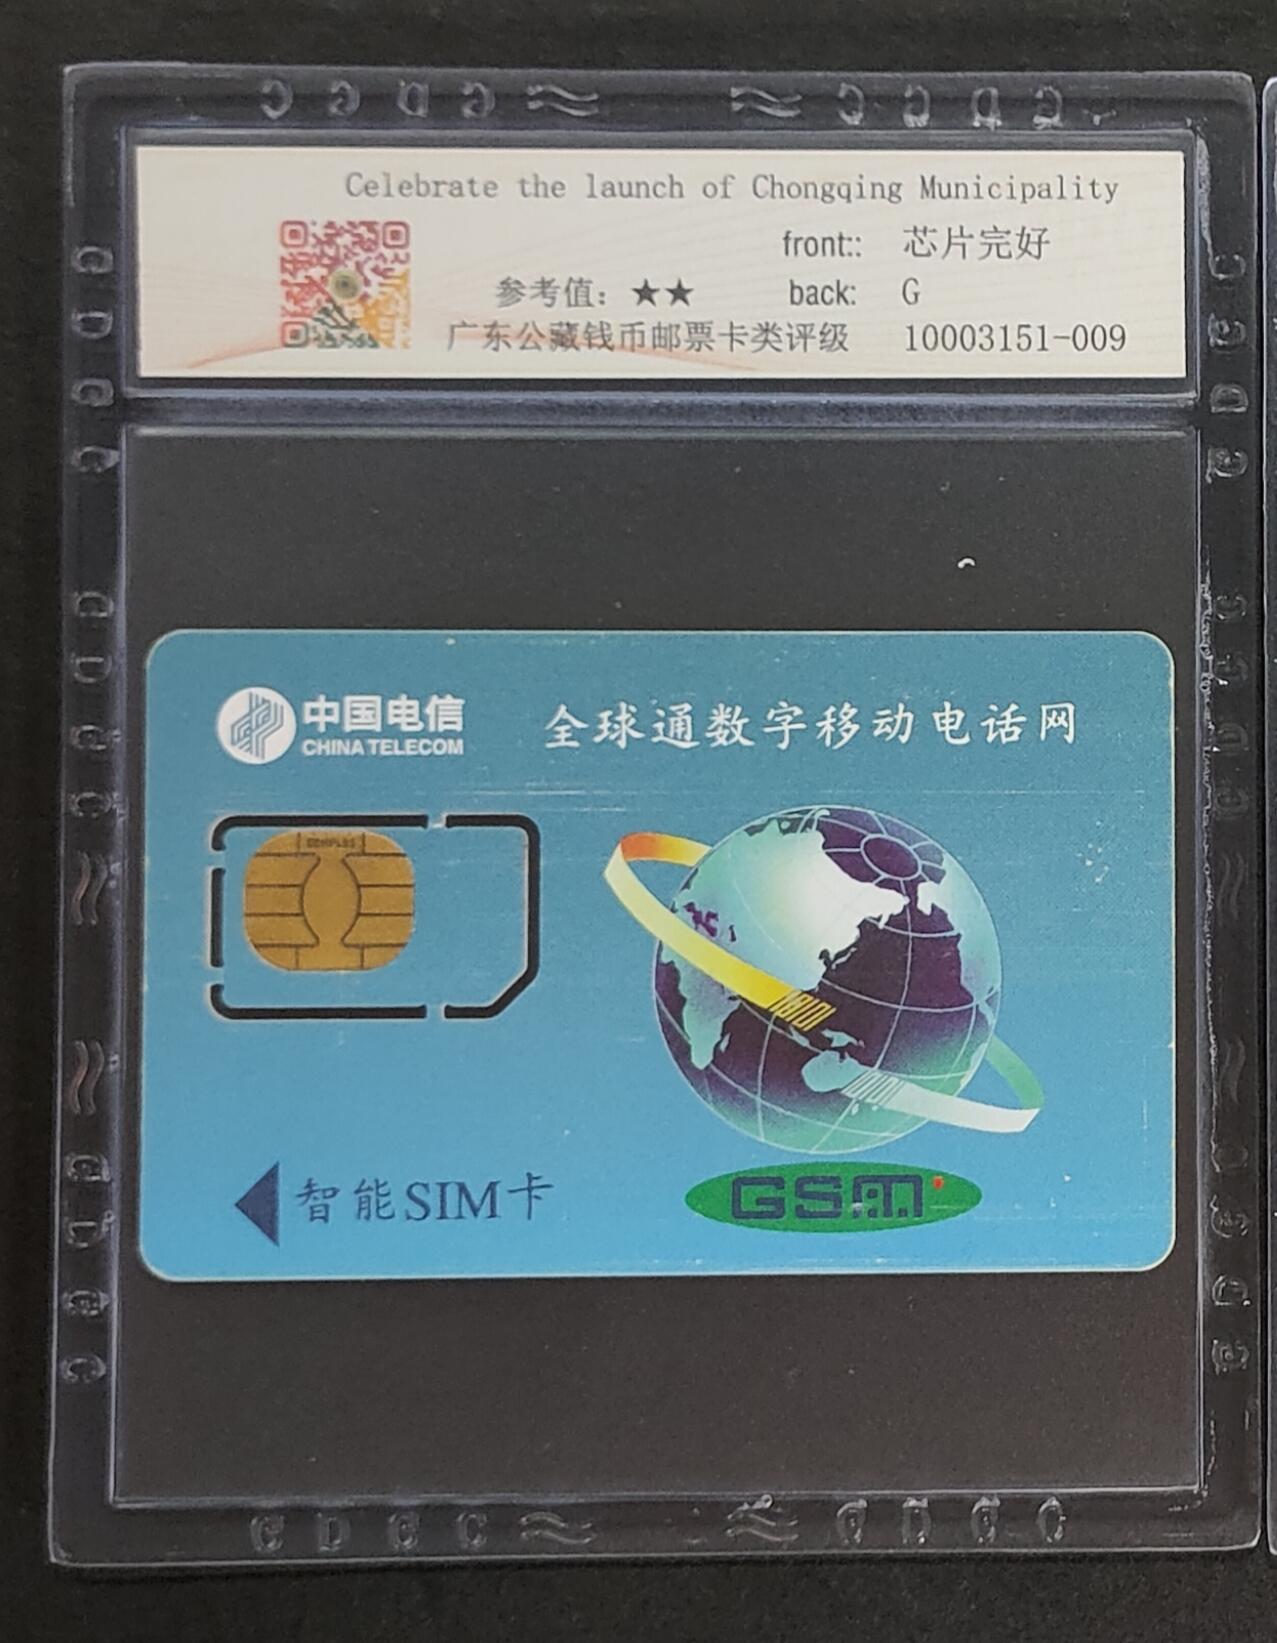 Celebrate the launch of Chongqing Municipality
front:: 芯片完好
参考值：★★ back: G
广东公藏钱币邮票卡类评级 10003151-009
中国电信
CHINA TELECOM
全球通数字移动电话网
智能SIM卡
GSM